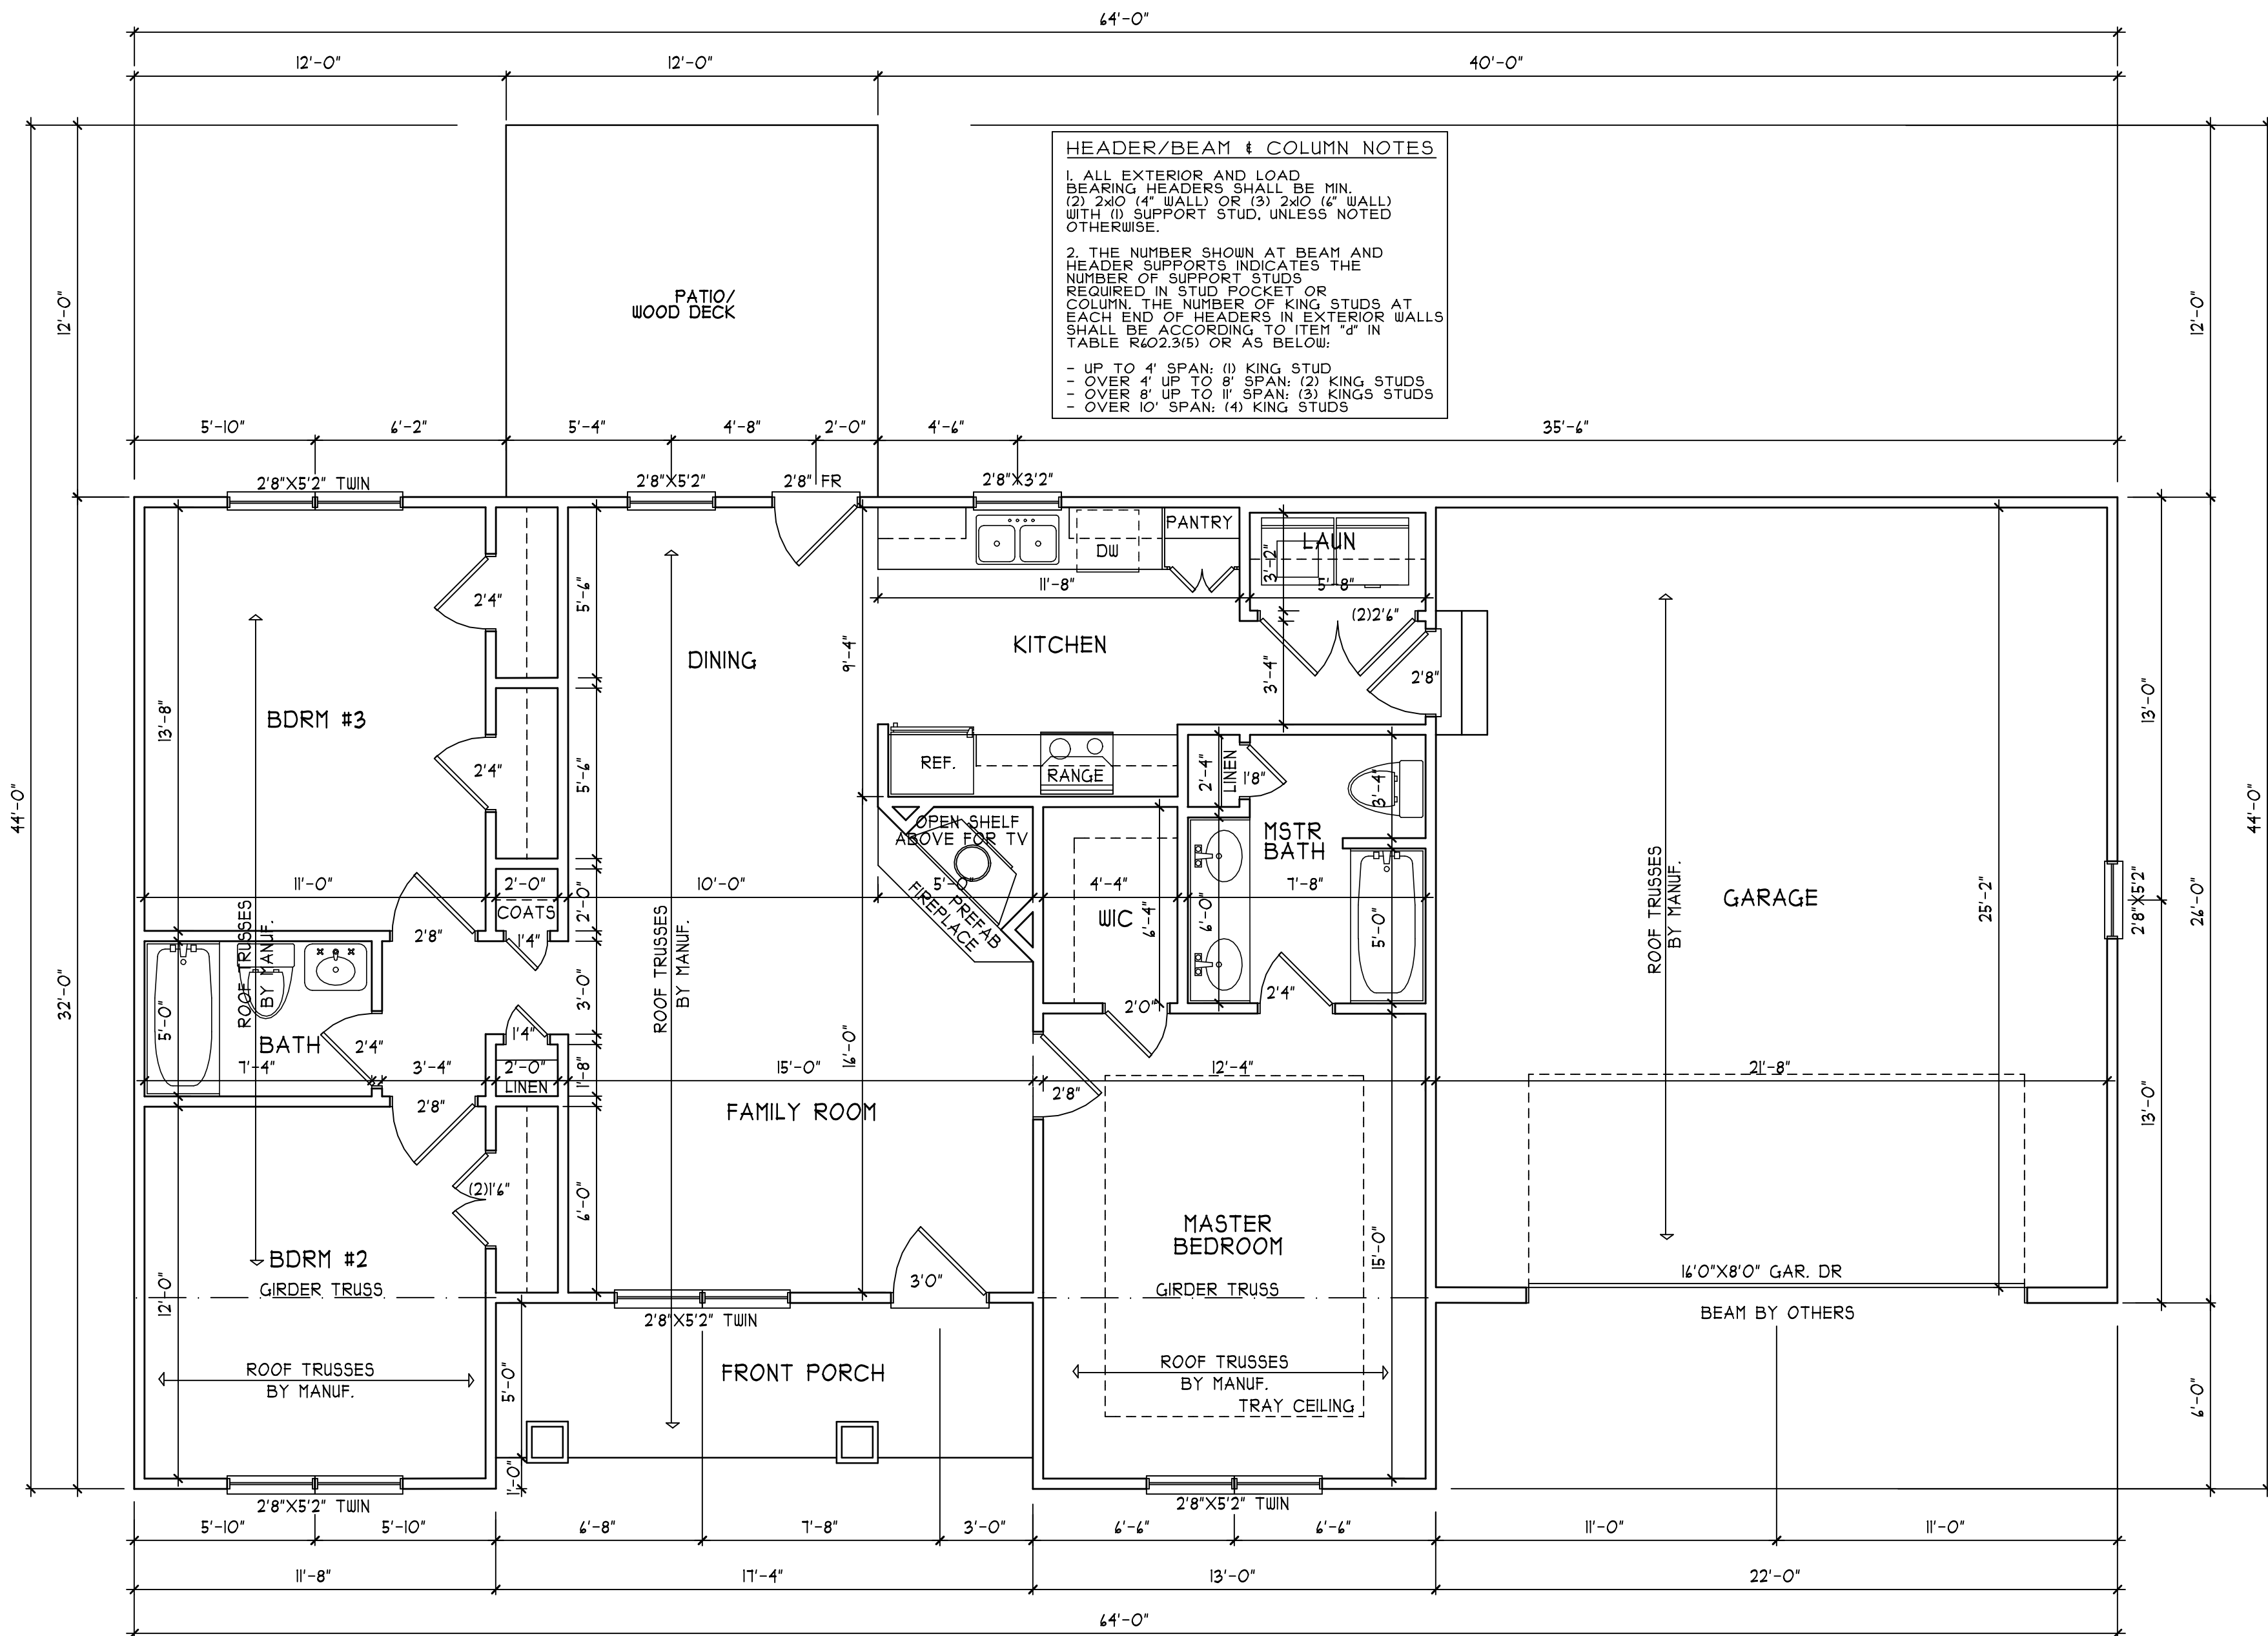 64'-0"
12'-0" 12'-0" 40'-0"
HEADER/BEAM & COLUMN NOTES
1. ALL EXTERIOR AND LOAD
BEARING HEADERS SHALL BE MIN.
(2) 2x10 (4" WALL) OR (3) 2x10 (6" WALL)
WITH (1) SUPPORT STUD, UNLESS NOTED
OTHERWISE.
2. THE NUMBER SHOWN AT BEAM AND
HEADER SUPPORTS INDICATES THE
NUMBER OF SUPPORT STUDS
REQUIRED IN STUD POCKET OR
COLUMN. THE NUMBER OF KING STUDS AT
EACH END OF HEADERS IN EXTERIOR WALLS
SHALL BE ACCORDING TO ITEM "d" IN
TABLE R602.3(5) OR AS BELOW:
- UP TO 4' SPAN: (1) KING STUD
- OVER 4' UP TO 8' SPAN: (2) KING STUDS
- OVER 8' UP TO 11' SPAN: (3) KINGS STUDS
- OVER 10' SPAN: (4) KING STUDS
12'-0"
PATIO/
WOOD DECK
12'-0"
5'-10" 6'-2" 5'-4" 4'-8" 2'-0" 4'-6" 35'-6"
2'8"X5'2" TWIN 2'8"X5'2" 2'8" FR 2'8"X3'2"
PANTRY
DW
LAUN
3'-2"
11'-8" 5'-8"
2'4"
5'-6"
(2)2'6"
KITCHEN
DINING
9'-4"
3'-4"
2'8"
BDRM #3
13'-8"
13'-0"
2'4"
5'-6"
REF.
RANGE
2'-4"
LINEN
1'8"
3'-4"
44'-0"
44'-0"
OPEN SHELF
ABOVE FOR TV
MSTR
BATH
11'-0" 2'-0" 10'-0" 5'-0" 4'-4" 7'-8"
2'-0"
COATS
PREFAB
FIREPLACE
WIC
6'-4"
6'-0"
5'-0"
GARAGE
25'-2"
ROOF TRUSSES
BY MANUF.
2'8"X5'2"
26'-0"
2'8"
1'4"
ROOF TRUSSES
BY MANUF.
ROOF TRUSSES
BY MANUF.
32'-0"
5'-0"
3'-0"
2'4"
2'0"
BATH
2'4"
1'4"
16'-0"
7'-4" 3'-4" 2'-0" 15'-0" 12'-4" 21'-8"
1'-8"
LINEN
2'8"
2'8"
FAMILY ROOM
13'-0"
(2)1'6"
6'-0"
MASTER
BEDROOM
15'-0"
BDRM #2
12'-0"
GIRDER TRUSS
3'0"
GIRDER TRUSS
16'0"X8'0" GAR. DR
BEAM BY OTHERS
2'8"X5'2" TWIN
FRONT PORCH
5'-0"
ROOF TRUSSES
BY MANUF.
ROOF TRUSSES
BY MANUF.
TRAY CEILING
6'-0"
1'-0"
2'8"X5'2" TWIN 2'8"X5'2" TWIN
5'-10" 5'-10" 6'-8" 7'-8" 3'-0" 6'-6" 6'-6" 11'-0" 11'-0"
11'-8" 17'-4" 13'-0" 22'-0"
64'-0"